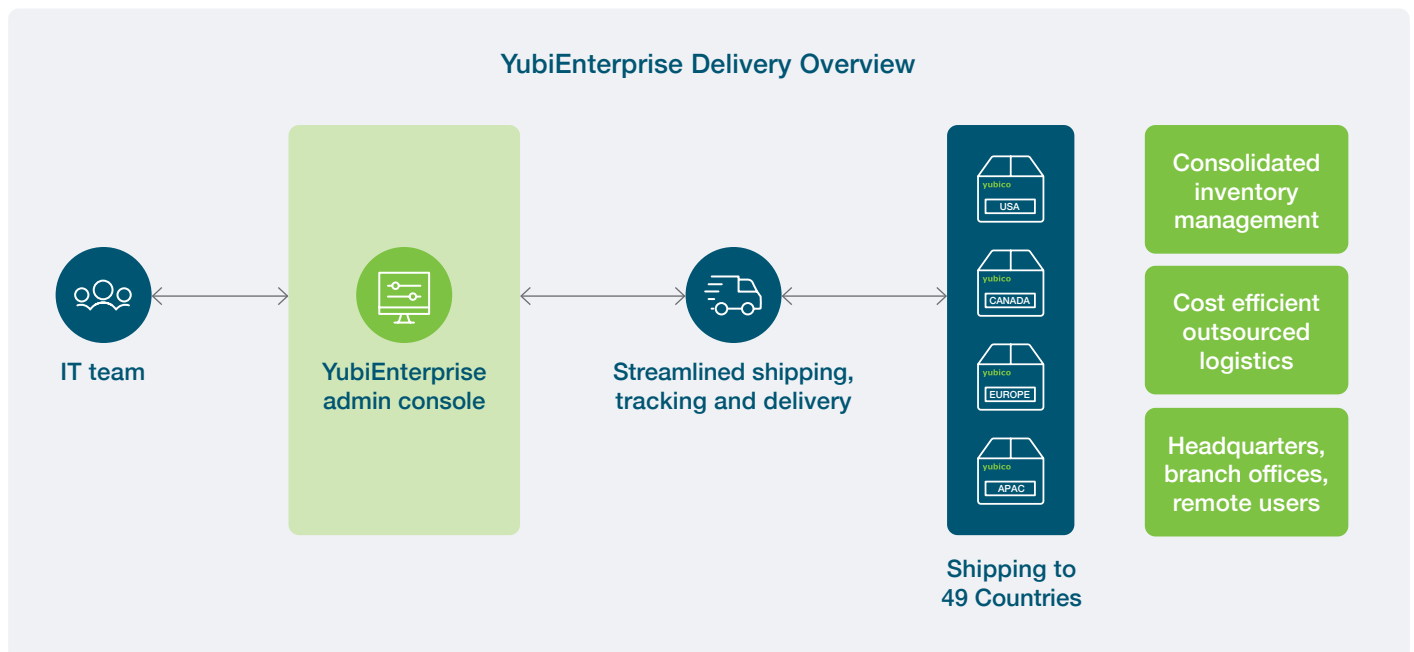 YubiEnterprise Delivery Overview
IT team
YubiEnterprise
admin console
Streamlined shipping,
tracking and delivery
yubico
USA
yubico
CANADA
yubico
EUROPE
yubico
APAC
Shipping to
49 Countries
Consolidated
inventory
management
Cost efficient
outsourced
logistics
Headquarters,
branch offices,
remote users